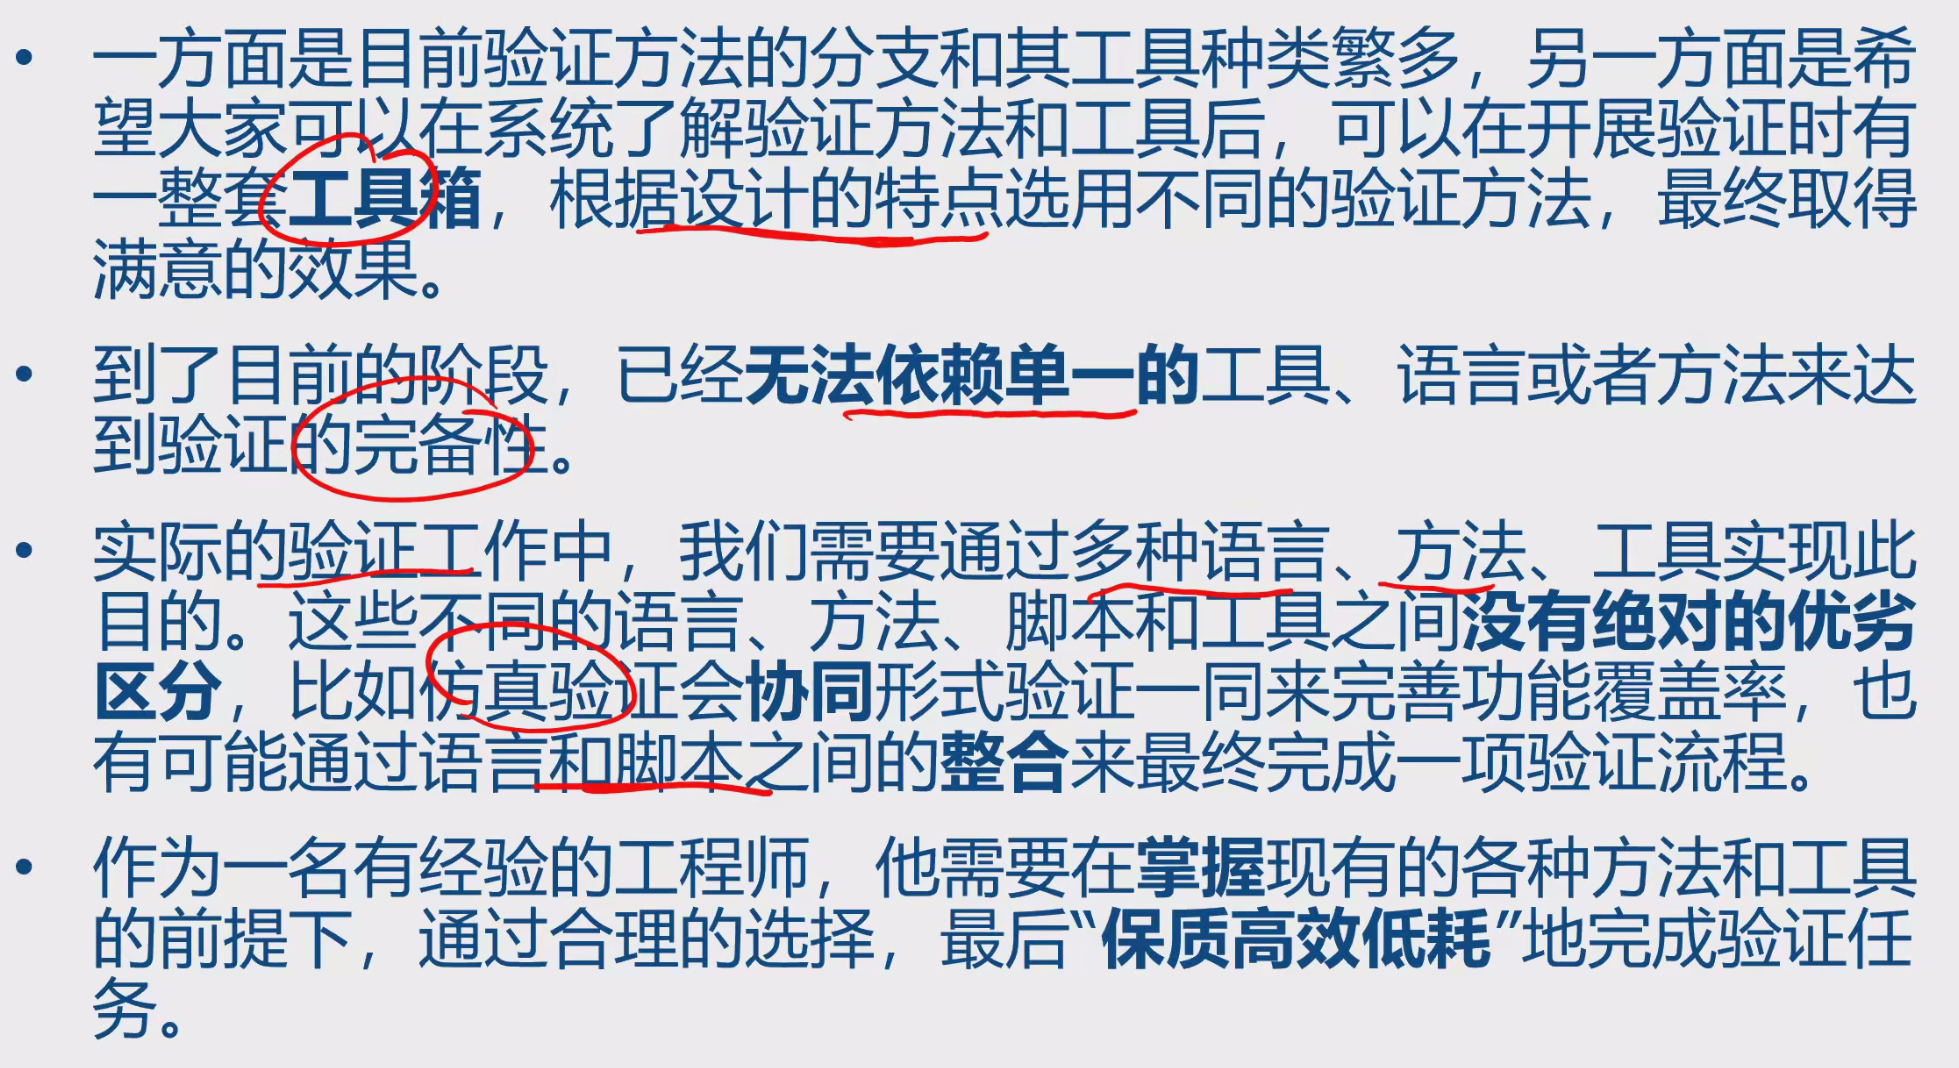 • 一方面是目前验证方法的分支和其工具种类繁多，另一方面是希
望大家可以在系统了解验证方法和工具后，可以在开展验证时有
一整套工具箱，根据设计的特点选用不同的验证方法，最终取得
满意的效果。
• 到了目前的阶段，已经无法依赖单一的工具、语言或者方法来达
到验证的完备性。
• 实际的验证工作中，我们需要通过多种语言、方法、工具实现此
目的。这些不同的语言、方法、脚本和工具之间没有绝对的优劣
区分，比如仿真验证会协同形式验证一同来完善功能覆盖率，也
有可能通过语言和脚本之间的整合来最终完成一项验证流程。
• 作为一名有经验的工程师，他需要在掌握现有的各种方法和工具
的前提下，通过合理的选择，最后“保质高效低耗”地完成验证任
务。